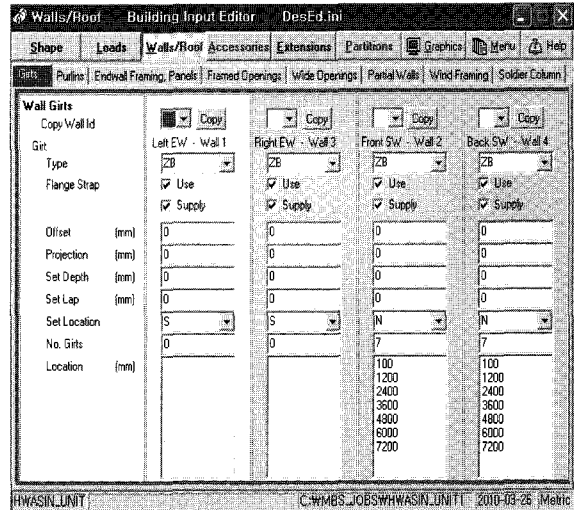 Walls/Roof Building Input Editor DesEd.ini
Shape Loads Walls/Roof Accessories Extensions Partitions Graphics Menu Help
Girts Purlins Endwall Framing, Panels Framed Openings Wide Openings Partial Walls Wind Framing Soldier Column
Wall Girts
Copy Wall Id Copy Copy Copy Copy
Girt Left EW - Wall 1 Right EW - Wall 3 Front SW - Wall 2 Back SW - Wall 4
Type ZB ZB ZB ZB
Flange Strap Use Use Use Use
Supply Supply Supply Supply
Offset (mm) 0 0 0 0
Projection (mm) 0 0 0 0
Set Depth (mm) 0 0 0 0
Set Lap (mm) 0 0 0 0
Set Location S S N N
No. Girts 0 0 7 7
Location (mm) 100 100
1200 1200
2400 2400
3600 3600
4800 4800
6000 6000
7200 7200
HWASIN_UNIT C:₩MBS_JOBS₩HWASIN_UNIT1 2010-03-26 Metric